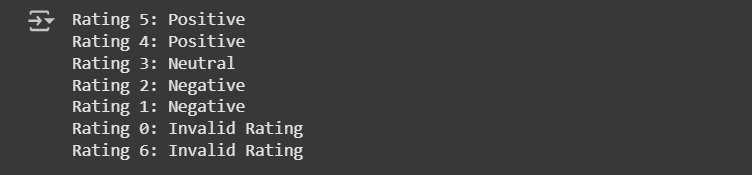 Rating 5: Positive
Rating 4: Positive
Rating 3: Neutral
Rating 2: Negative
Rating 1: Negative
Rating 0: Invalid Rating
Rating 6: Invalid Rating